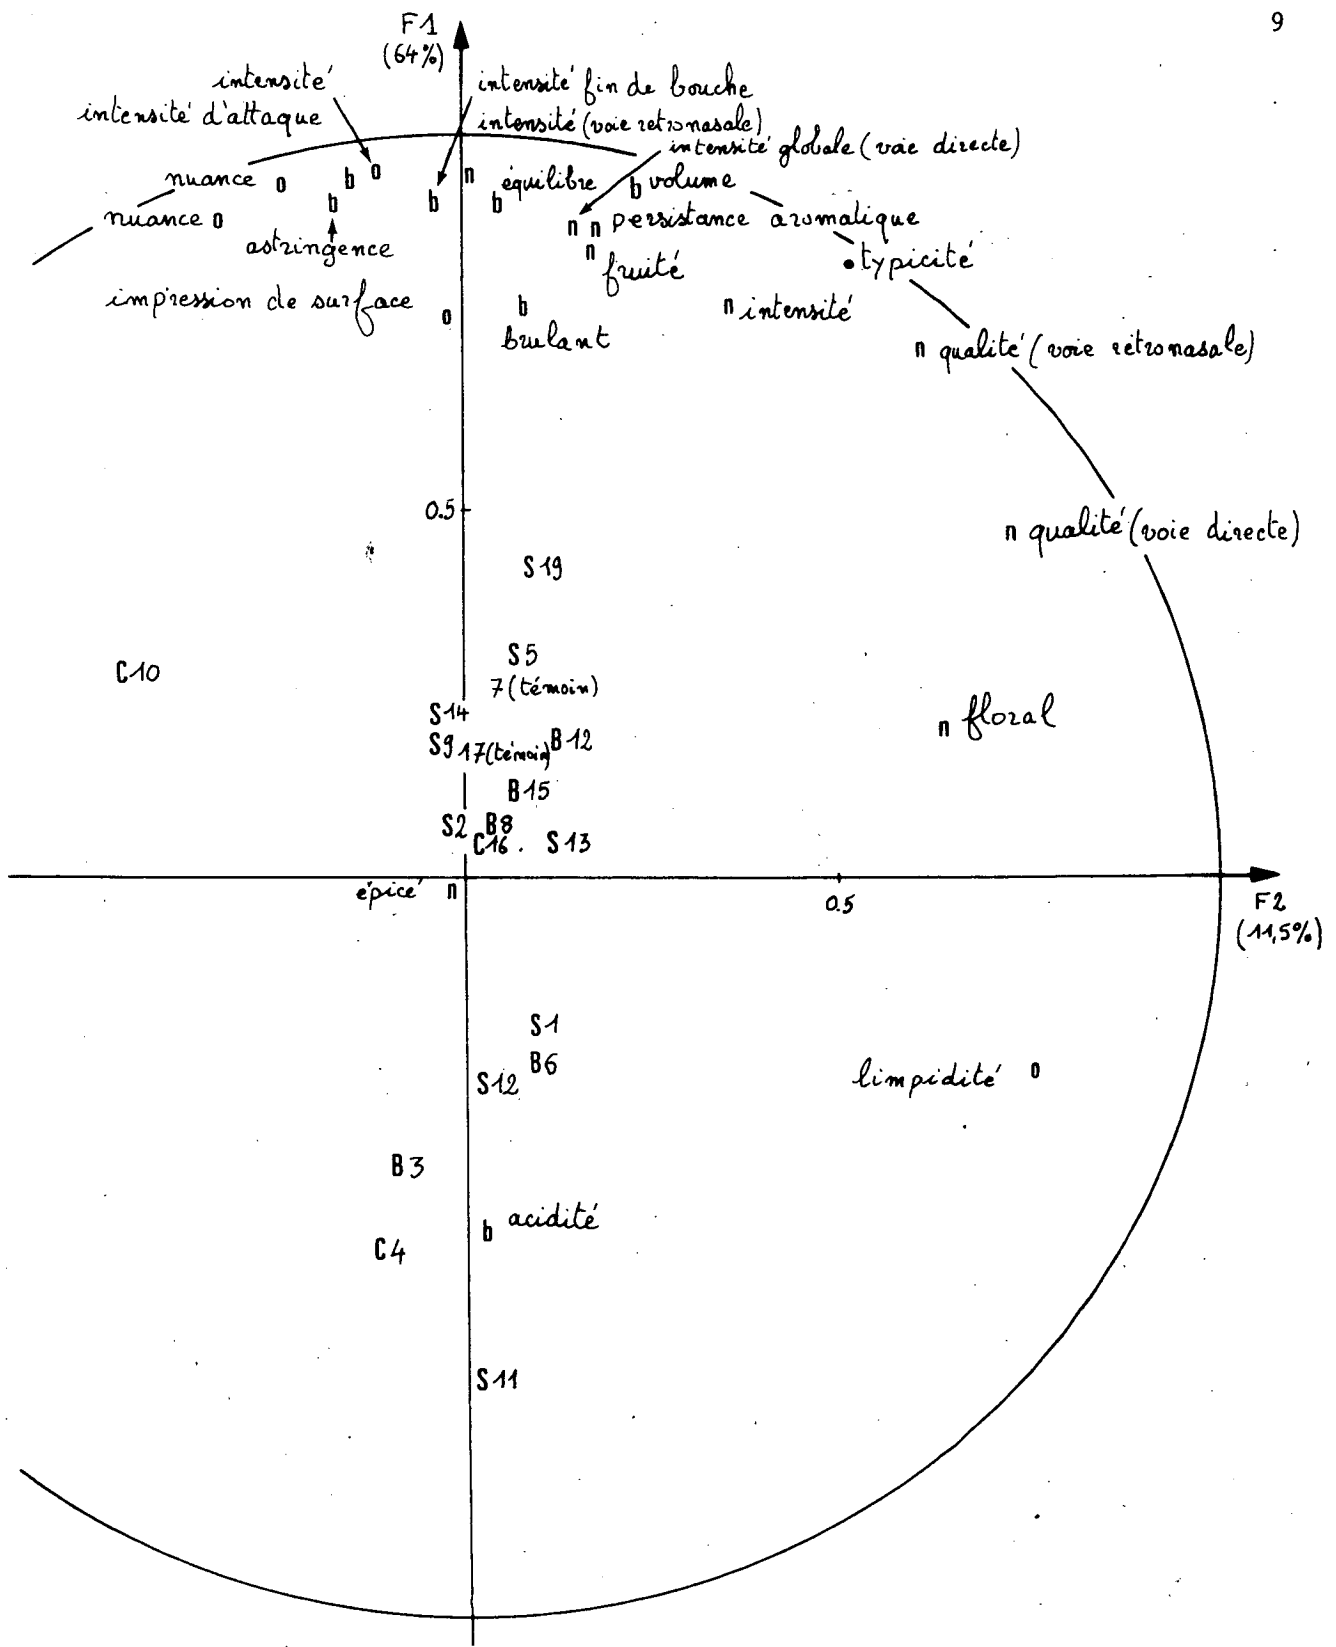 9
F1
(64%)
intensité
intensité d'attaque
intensité fin de bouche
intensité (voie retronasale)
intensité globale (voie directe)
nuance o
b o
n
b équilibre
b volume
nuance o
b
b
n n persistance aromatique
astringence
n
fruité
• typicité
impression de surface
o
b
brulant
n intensité
n qualité (voie rétronasale)
0.5
n qualité (voie directe)
S19
C10
S5
7 (témoin)
S14
n floral
S9 17 (témoin) B12
B15
S2 B8
C16 . S13
épicé n
0.5
F2
(11,5%)
S1
B6
S12
limpidité o
B3
b acidité
C4
S11